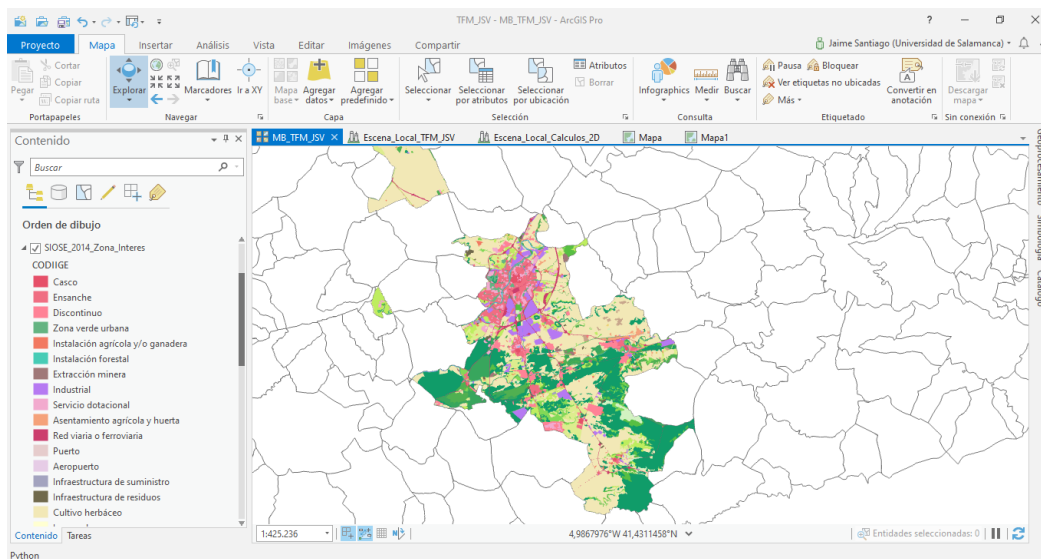 TFM_JSV - MB_TFM_JSV - ArcGIS Pro
?
Proyecto Mapa Insertar Análisis Vista Editar Imágenes Compartir
Jaime Santiago (Universidad de Salamanca)
Pegar
Cortar
Copiar
Copiar ruta
Portapapeles
Explorar
Marcadores
Ir a XY
Navegar
Mapa base
Agregar datos
Agregar predefinido
Capa
Seleccionar
Seleccionar por atributos
Seleccionar por ubicación
Atributos
Borrar
Selección
Infographics
Medir
Buscar
Consulta
Pausa
Bloquear
Ver etiquetas no ubicadas
Más
Convertir en anotación
Etiquetado
Descargar mapa
Sin conexión
Contenido
Buscar
Orden de dibujo
SIOSE_2014_Zona_Interes
CODIIGE
Casco
Ensanche
Discontinuo
Zona verde urbana
Instalación agrícola y/o ganadera
Instalación forestal
Extracción minera
Industrial
Servicio dotacional
Asentamiento agrícola y huerta
Red viaria o ferroviaria
Puerto
Aeropuerto
Infraestructura de suministro
Infraestructura de residuos
Cultivo herbáceo
Contenido Tareas
Python
MB_TFM_JSV
Escena_Local_TFM_JSV
Escena_Local_Calculos_2D
Mapa
Mapa1
1:425.236
4,9867976°W 41,4311458°N
Entidades seleccionadas: 0
Geoprocesamiento
Simbología
Catálogo